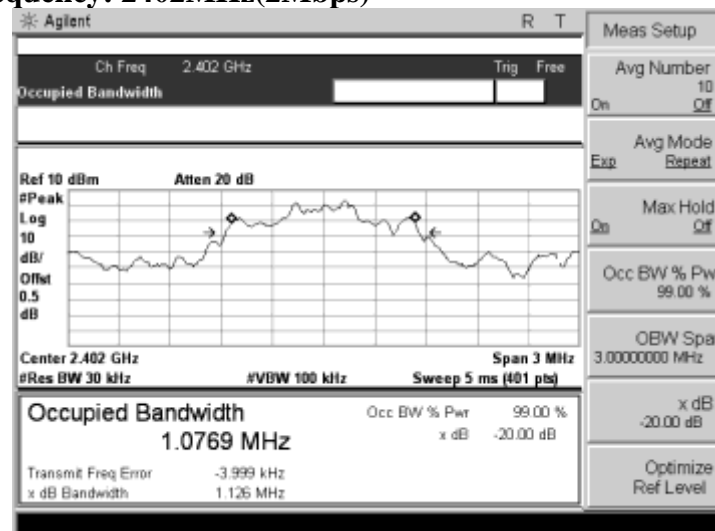 equency: 2402MHz(2Mbps)
Agilent R T
Ch Freq 2.402 GHz Trig Free
Occupied Bandwidth
Ref 10 dBm Atten 20 dB
#Peak
Log
10
dB/
Offst
0.5
dB
Center 2.402 GHz Span 3 MHz
#Res BW 30 kHz #VBW 100 kHz Sweep 5 ms (401 pts)
Occupied Bandwidth
1.0769 MHz
Occ BW % Pwr 99.00 %
x dB -20.00 dB
Transmit Freq Error -3.999 kHz
x dB Bandwidth 1.126 MHz
Meas Setup
Avg Number
10
On Off
Avg Mode
Exp Repeat
Max Hold
On Off
Occ BW % Pw
99.00 %
OBW Spa
3.00000000 MHz
x dB
-20.00 dB
Optimize
Ref Level